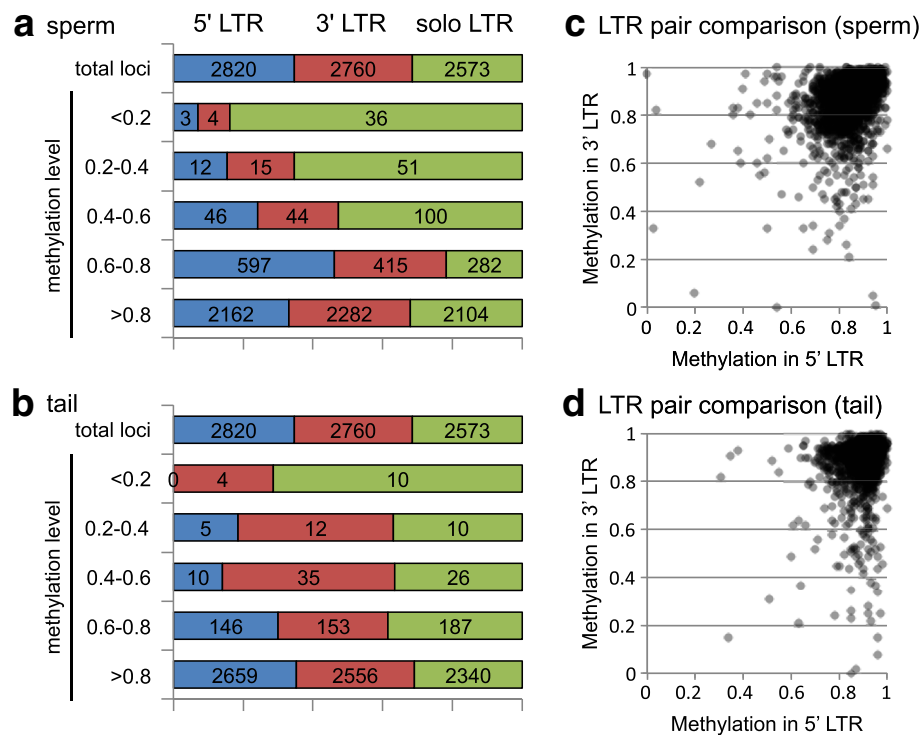 a sperm 5' LTR 3' LTR solo LTR
total loci 2820 2760 2573
<0.2 3 4 36
0.2-0.4 12 15 51
0.4-0.6 46 44 100
0.6-0.8 597 415 282
>0.8 2162 2282 2104
methylation level
b tail
total loci 2820 2760 2573
<0.2 0 4 10
0.2-0.4 5 12 10
0.4-0.6 10 35 26
0.6-0.8 146 153 187
>0.8 2659 2556 2340
methylation level
c LTR pair comparison (sperm)
Methylation in 3' LTR
1
0.8
0.6
0.4
0.2
0
0 0.2 0.4 0.6 0.8 1
Methylation in 5' LTR
d LTR pair comparison (tail)
Methylation in 3' LTR
1
0.8
0.6
0.4
0.2
0
0 0.2 0.4 0.6 0.8 1
Methylation in 5' LTR